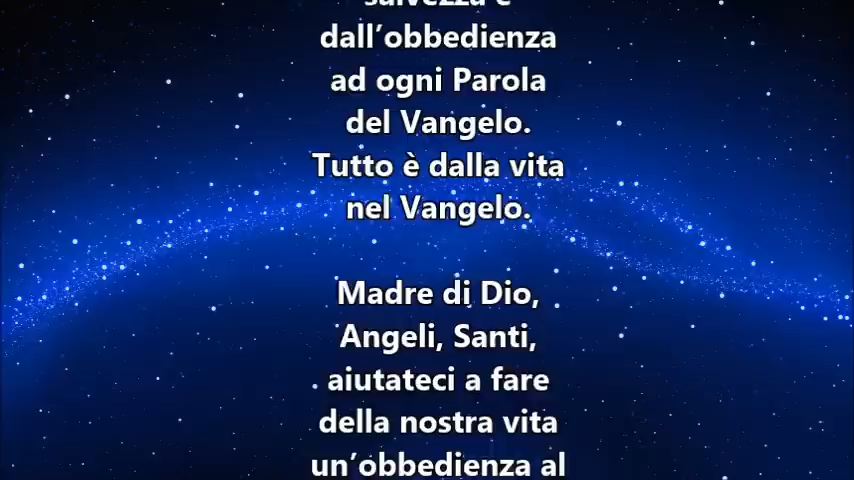 salvezza è
dall’obbedienza
ad ogni Parola
del Vangelo.
Tutto è dalla vita
nel Vangelo.
Madre di Dio,
Angeli, Santi,
aiutateci a fare
della nostra vita
un’obbedienza al